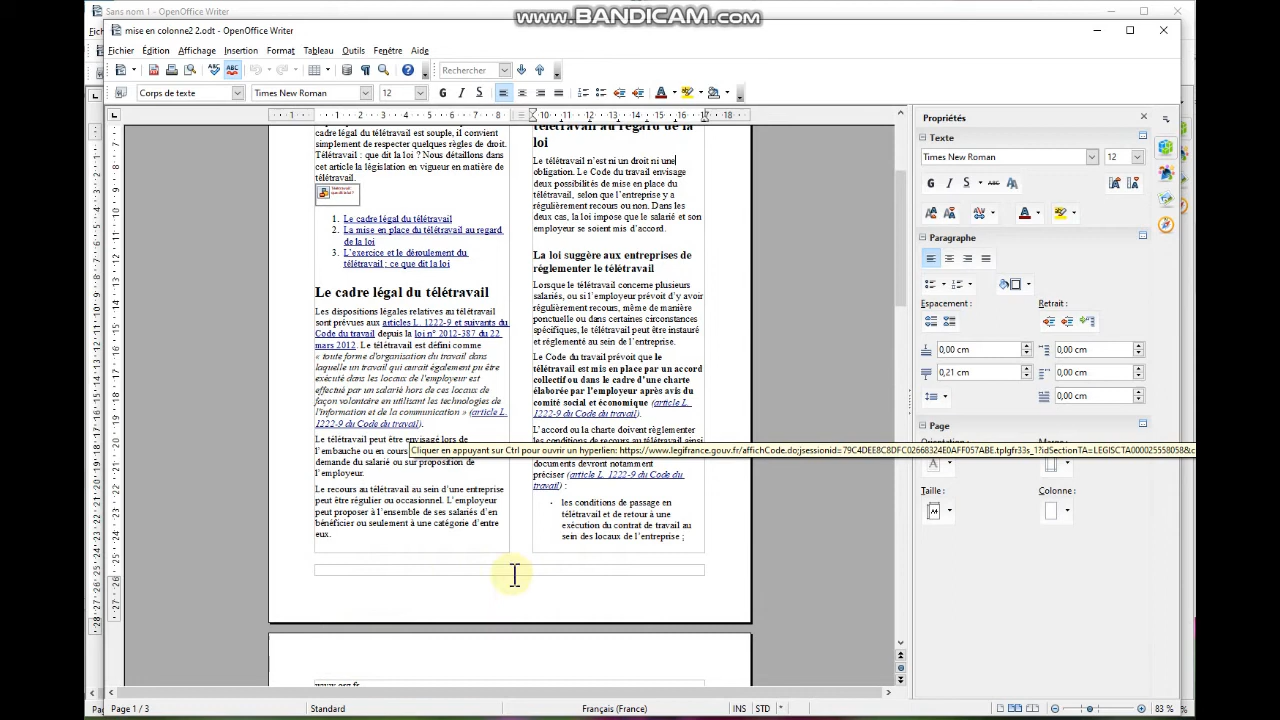 Sans nom 1 - OpenOffice Writer
www.BANDICAM.com
mise en colonne2 2.odt - OpenOffice Writer
Fichier Édition Affichage Insertion Format Tableau Outils Fenêtre Aide
Rechercher
Corps de texte Times New Roman 12
cadre légal du télétravail est souple, il convient
simplement de respecter quelques règles de droit.
Télétravail : que dit la loi ? Nous détaillons dans
cet article la législation en vigueur en matière de
télétravail.
1. Le cadre légal du télétravail
2. La mise en place du télétravail au regard
de la loi
3. L'exercice et le déroulement du
télétravail : ce que dit la loi
Le cadre légal du télétravail
Les dispositions légales relatives au télétravail
sont prévues aux articles L. 1222-9 et suivants du
Code du travail depuis la loi n° 2012-387 du 22
mars 2012. Le télétravail est défini comme
« toute forme d'organisation du travail dans
laquelle un travail qui aurait également pu être
exécuté dans les locaux de l'employeur est
effectué par un salarié hors de ces locaux de
façon volontaire en utilisant les technologies de
l'information et de la communication » (article L.
1222-9 du Code du travail).
Le télétravail peut être envisagé lors de
l'embauche ou en cours
demande du salarié ou sur proposition de
l'employeur.
Le recours au télétravail au sein d'une entreprise
peut être régulier ou occasionnel. L'employeur
peut proposer à l'ensemble de ses salariés d'en
bénéficier ou seulement à une catégorie d'entre
eux.
télétravail au regard de la
loi
Le télétravail n'est ni un droit ni une
obligation. Le Code du travail envisage
deux possibilités de mise en place du
télétravail, selon que l'entreprise y a
régulièrement recours ou non. Dans les
deux cas, la loi impose que le salarié et son
employeur se soient mis d'accord.
La loi suggère aux entreprises de
réglementer le télétravail
Lorsque le télétravail concerne plusieurs
salariés, ou si l'employeur prévoit d'y avoir
régulièrement recours, même de manière
ponctuelle ou dans certaines circonstances
spécifiques, le télétravail peut être instauré
et réglementé au sein de l'entreprise.
Le Code du travail prévoit que le
télétravail est mis en place par un accord
collectif ou dans le cadre d'une charte
élaborée par l'employeur après avis du
comité social et économique (article L.
1222-9 du Code du travail).
L'accord ou la charte doivent réglementer
les conditions de recours au télétravail ainsi
Cliquer en appuyant sur Ctrl pour ouvrir un hyperlien: https://www.legifrance.gouv.fr/affichCode.do;jsessionid=79C4DEE8C8DFC02668324E0AFF057ABE.tplgfr33s_1?idSectionTA=LEGISCTA000025558058&c
documents devront notamment
préciser (article L. 1222-9 du Code du
travail) :
• les conditions de passage en
télétravail et de retour à une
exécution du contrat de travail au
sein des locaux de l'entreprise ;
Propriétés
Texte
Times New Roman 12
Paragraphe
Espacement : Retrait :
0,00 cm 0,00 cm
0,21 cm 0,00 cm
0,00 cm
Page
Taille : Colonne :
Page 1 / 3 Standard Français (France) INS STD * 83 %